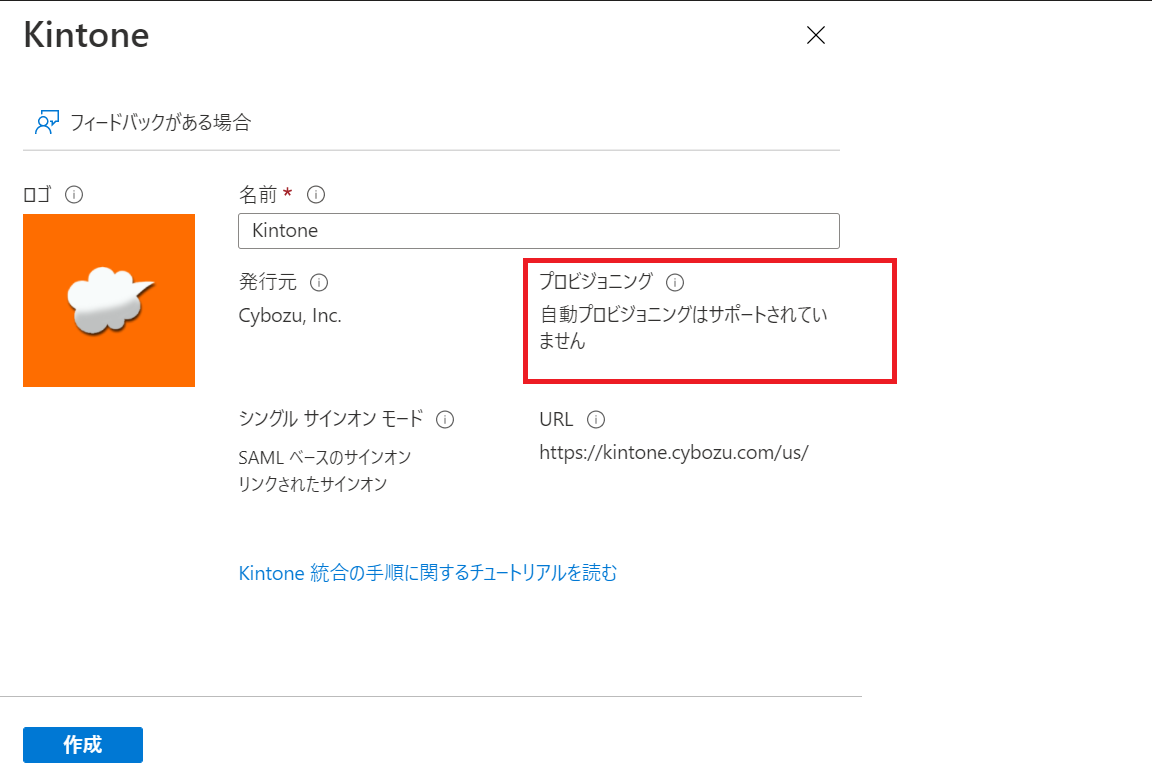 Kintone
フィードバックがある場合
ロゴ
名前 *
Kintone
発行元
Cybozu, Inc.
プロビジョニング
自動プロビジョニングはサポートされてい
ません
シングル サインオン モード
SAML ベースのサインオン
リンクされたサインオン
URL
https://kintone.cybozu.com/us/
Kintone 統合の手順に関するチュートリアルを読む
作成